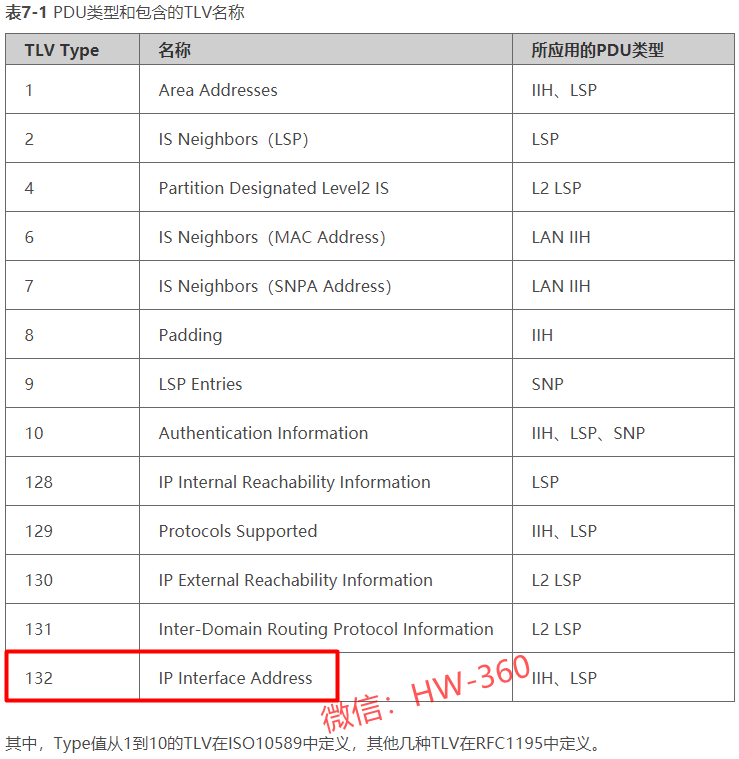 表7-1 PDU类型和包含的TLV名称
TLV Type 名称 所应用的PDU类型
1 Area Addresses IIH、LSP
2 IS Neighbors（LSP） LSP
4 Partition Designated Level2 IS L2 LSP
6 IS Neighbors（MAC Address） LAN IIH
7 IS Neighbors（SNPA Address） LAN IIH
8 Padding IIH
9 LSP Entries SNP
10 Authentication Information IIH、LSP、SNP
128 IP Internal Reachability Information LSP
129 Protocols Supported IIH、LSP
130 IP External Reachability Information L2 LSP
131 Inter-Domain Routing Protocol Information L2 LSP
132 IP Interface Address IIH、LSP
微信：HW-360
其中，Type值从1到10的TLV在ISO10589中定义，其他几种TLV在RFC1195中定义。